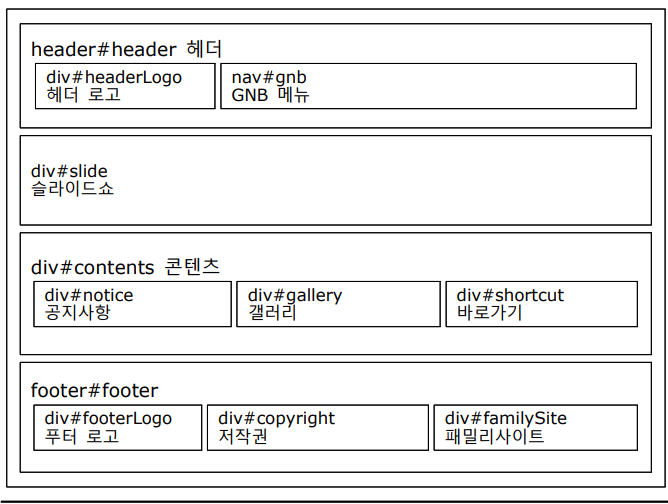 header#header 헤더
div#headerLogo
헤더 로고
nav#gnb
GNB 메뉴
div#slide
슬라이드쇼
div#contents 콘텐츠
div#notice
공지사항
div#gallery
갤러리
div#shortcut
바로가기
footer#footer
div#footerLogo
푸터 로고
div#copyright
저작권
div#familySite
패밀리사이트